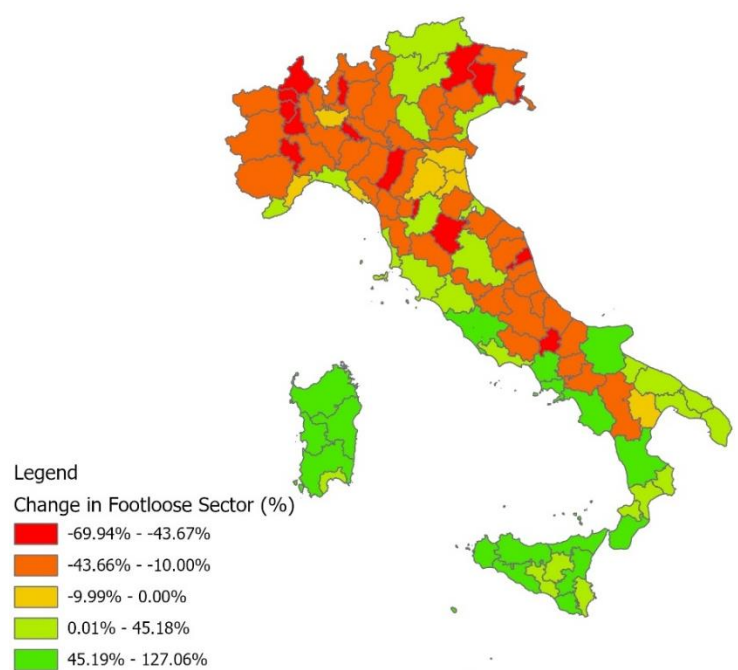 Legend
Change in Footloose Sector (%)
-69.94% - -43.67%
-43.66% - -10.00%
-9.99% - 0.00%
0.01% - 45.18%
45.19% - 127.06%